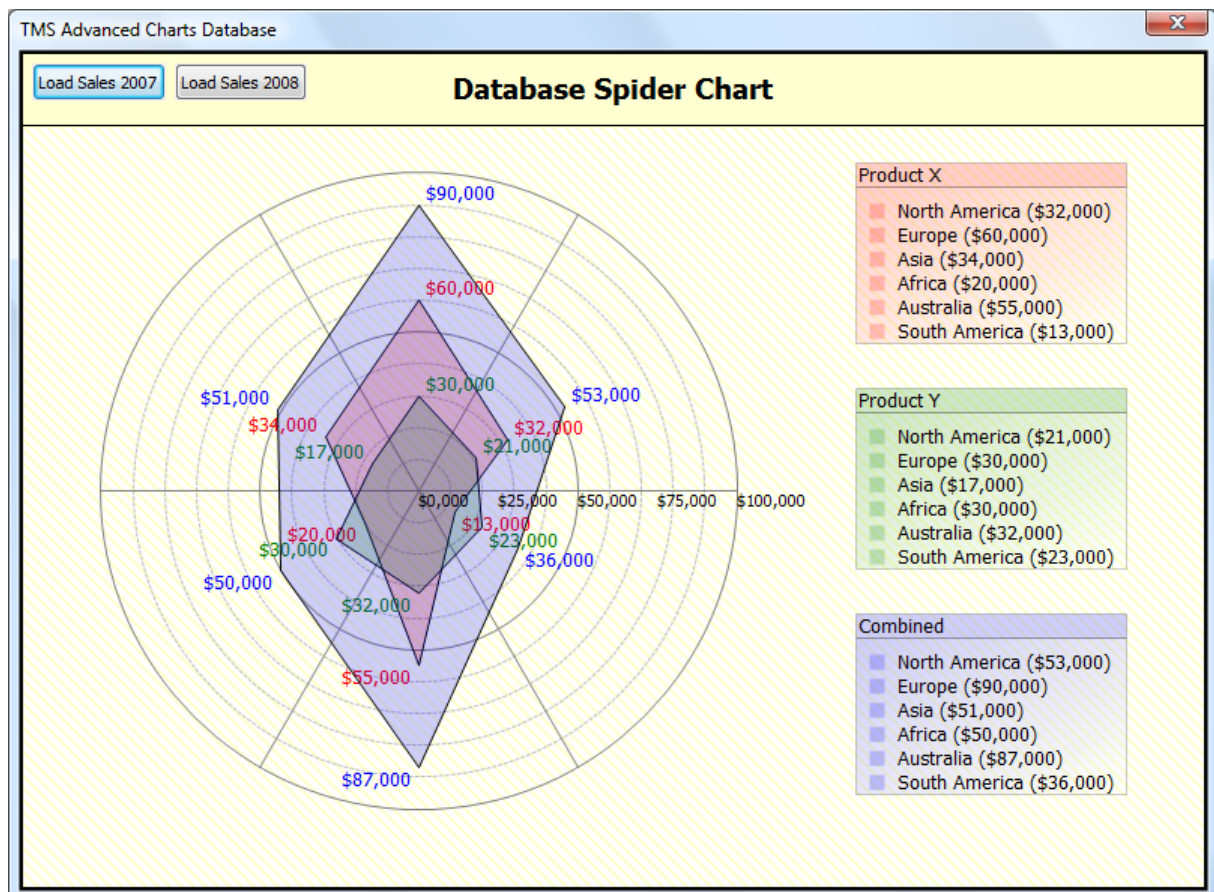 TMS Advanced Charts Database
X
Load Sales 2007
Load Sales 2008
Database Spider Chart
$90,000
$60,000
$30,000
$51,000
$34,000
$17,000
$53,000
$32,000
$21,000
$0,000
$25,000
$50,000
$75,000
$100,000
$20,000
$30,000
$50,000
$13,000
$23,000
$36,000
$32,000
$55,000
$87,000
Product X
North America ($32,000)
Europe ($60,000)
Asia ($34,000)
Africa ($20,000)
Australia ($55,000)
South America ($13,000)
Product Y
North America ($21,000)
Europe ($30,000)
Asia ($17,000)
Africa ($30,000)
Australia ($32,000)
South America ($23,000)
Combined
North America ($53,000)
Europe ($90,000)
Asia ($51,000)
Africa ($50,000)
Australia ($87,000)
South America ($36,000)